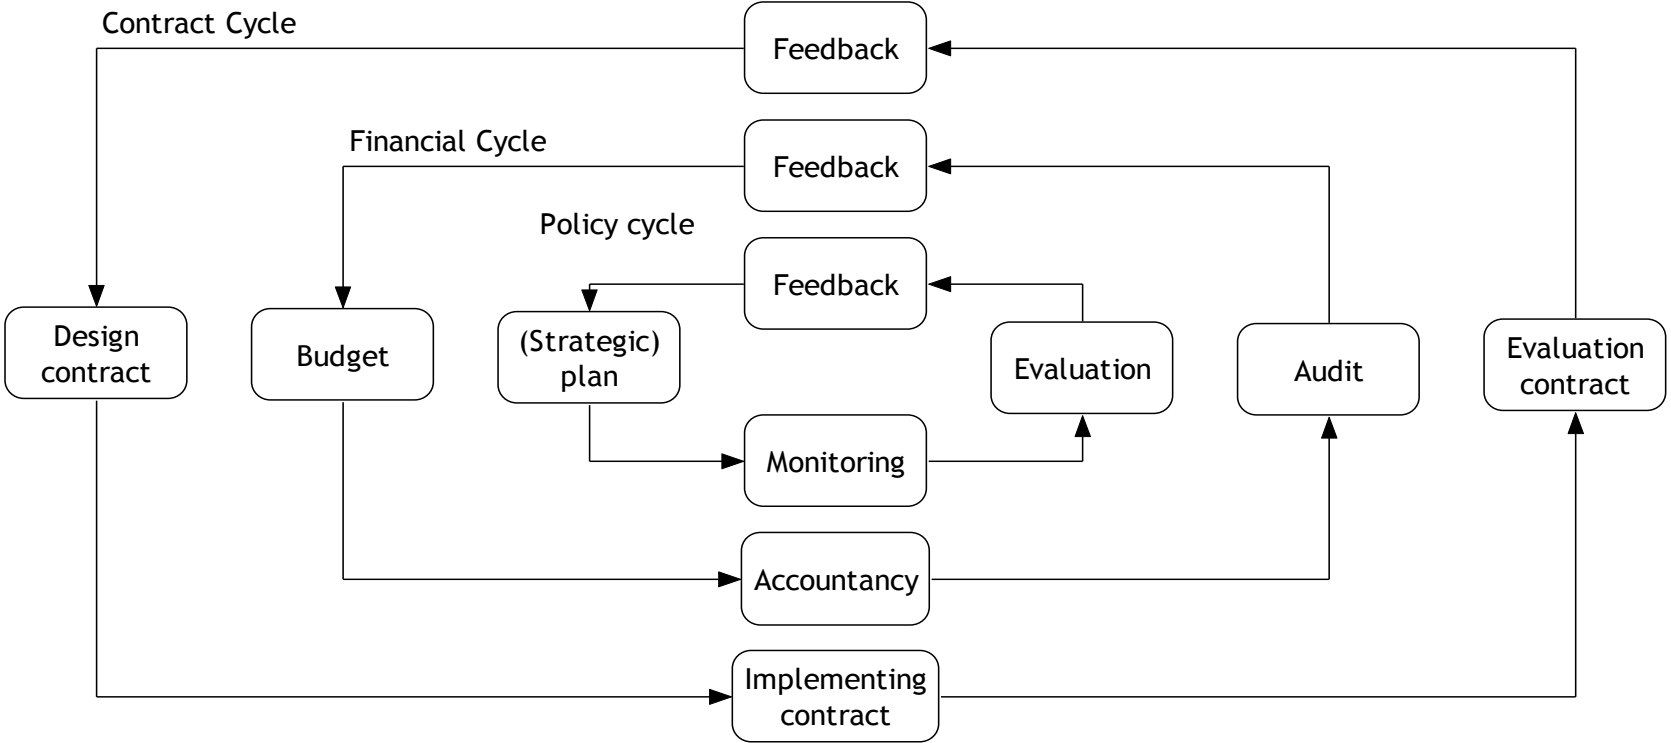 Contract Cycle
Feedback
Financial Cycle
Feedback
Policy cycle
Feedback
Design
contract
Budget
(Strategic)
plan
Evaluation
Audit
Evaluation
contract
Monitoring
Accountancy
Implementing
contract